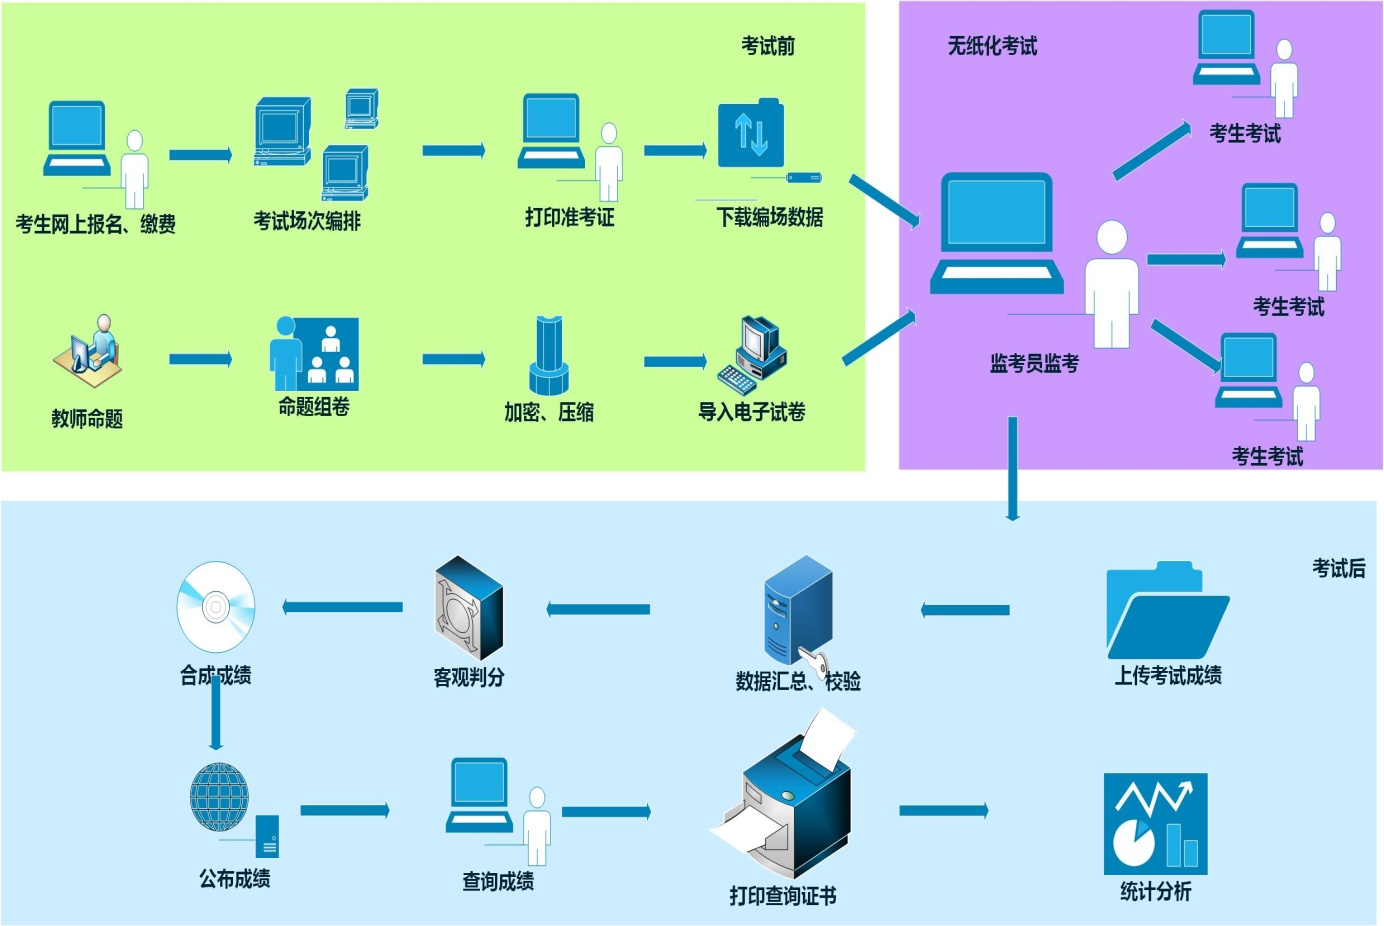 考试前
考生网上报名、缴费
考试场次编排
打印准考证
下载编场数据
教师命题
命题组卷
加密、压缩
导入电子试卷
无纸化考试
考生考试
考生考试
监考员监考
考生考试
考试后
上传考试成绩
数据汇总、校验
客观判分
合成成绩
公布成绩
查询成绩
打印查询证书
统计分析